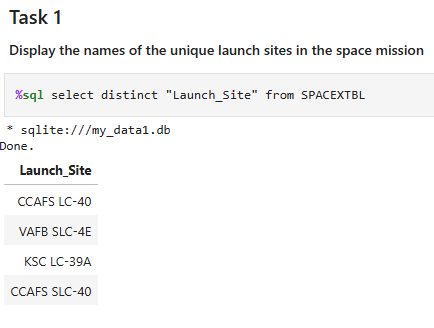 Task 1
Display the names of the unique launch sites in the space mission
%sql select distinct "Launch_Site" from SPACEXTBL
* sqlite:///my_data1.db
Done.
Launch_Site
CCAFS LC-40
VAFB SLC-4E
KSC LC-39A
CCAFS SLC-40